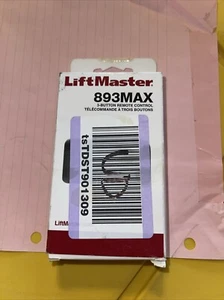 LiftMaster
893MAX
3-BUTTON REMOTE CONTROL
TÉLÉCOMMANDE À TROIS BOUTONS
tsTDST901309